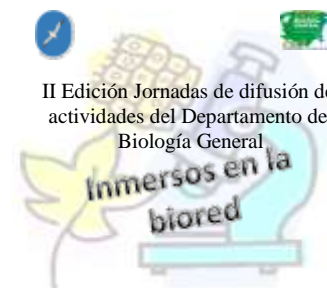 II Edición Jornadas de difusión de
actividades del Departamento de
Biología General
Inmersos en la
biored